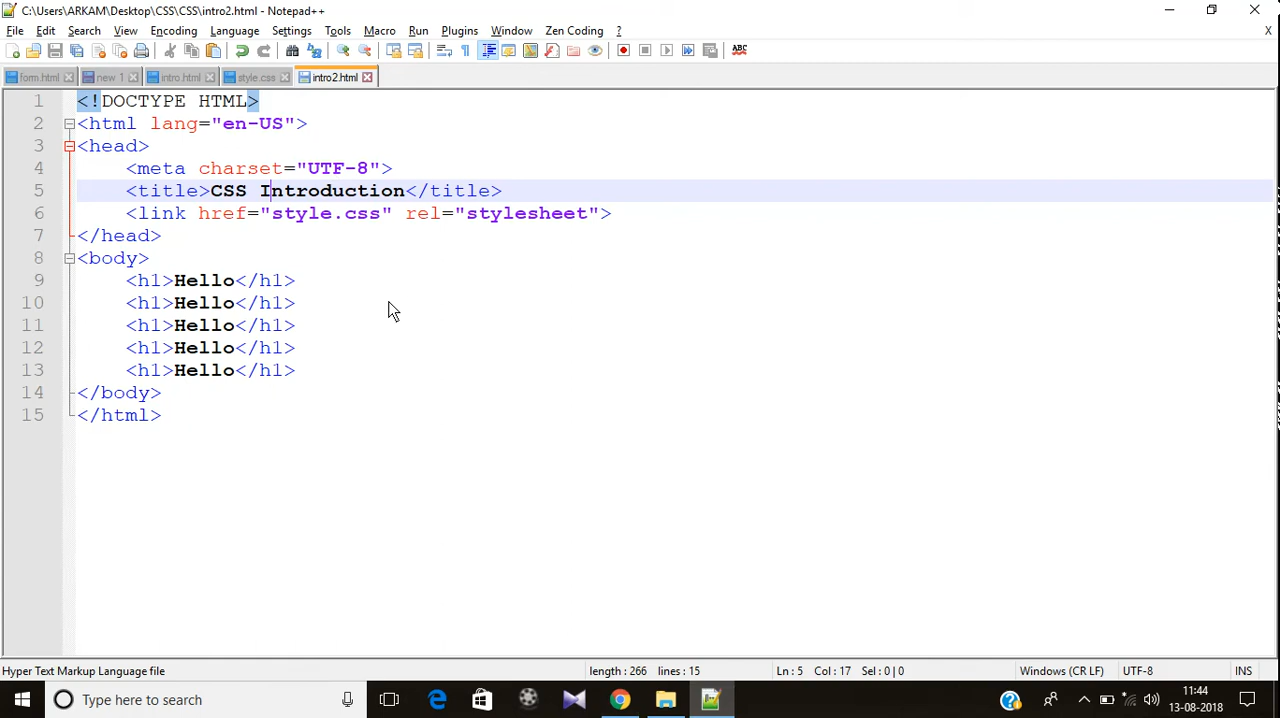 C:\Users\ARKAM\Desktop\CSS\CSS\intro2.html - Notepad++
File Edit Search View Encoding Language Settings Tools Macro Run Plugins Window Zen Coding ? X
ABC
form.html new 1 intro.html style.css intro2.html
1 <!DOCTYPE HTML>
2 <html lang="en-US">
3 <head>
4 <meta charset="UTF-8">
5 <title>CSS Introduction</title>
6 <link href="style.css" rel="stylesheet">
7 </head>
8 <body>
9 <h1>Hello</h1>
10 <h1>Hello</h1>
11 <h1>Hello</h1>
12 <h1>Hello</h1>
13 <h1>Hello</h1>
14 </body>
15 </html>
Hyper Text Markup Language file length : 266 lines : 15 Ln : 5 Col : 17 Sel : 0 | 0 Windows (CR LF) UTF-8 INS
Type here to search
11:44
13-08-2018